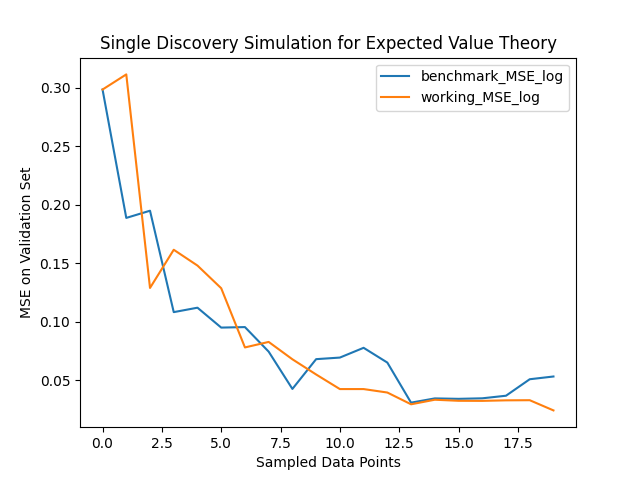 Single Discovery Simulation for Expected Value Theory
benchmark_MSE_log
working_MSE_log
MSE on Validation Set
0.30
0.25
0.20
0.15
0.10
0.05
0.0 2.5 5.0 7.5 10.0 12.5 15.0 17.5
Sampled Data Points